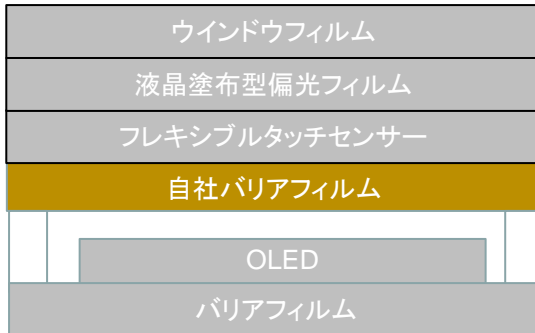 ウインドウフィルム
液晶塗布型偏光フィルム
フレキシブルタッチセンサー
自社バリアフィルム
OLED
バリアフィルム